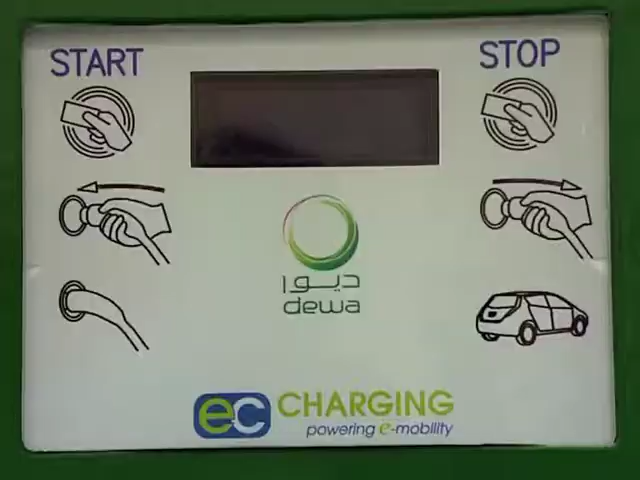 START
STOP
ديوا
dewa
ec CHARGING
powering e-mobility